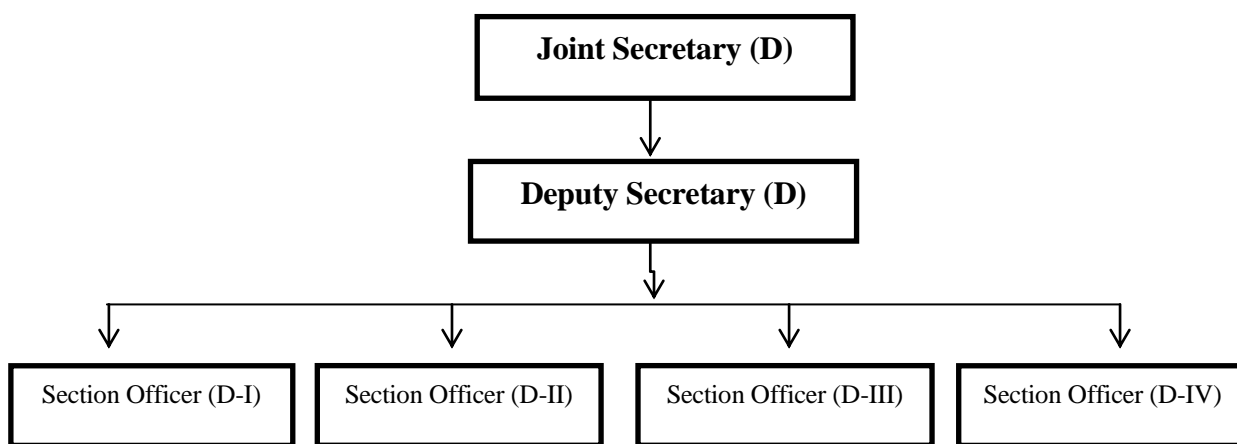 Joint Secretary (D)
Deputy Secretary (D)
Section Officer (D-I)
Section Officer (D-II)
Section Officer (D-III)
Section Officer (D-IV)